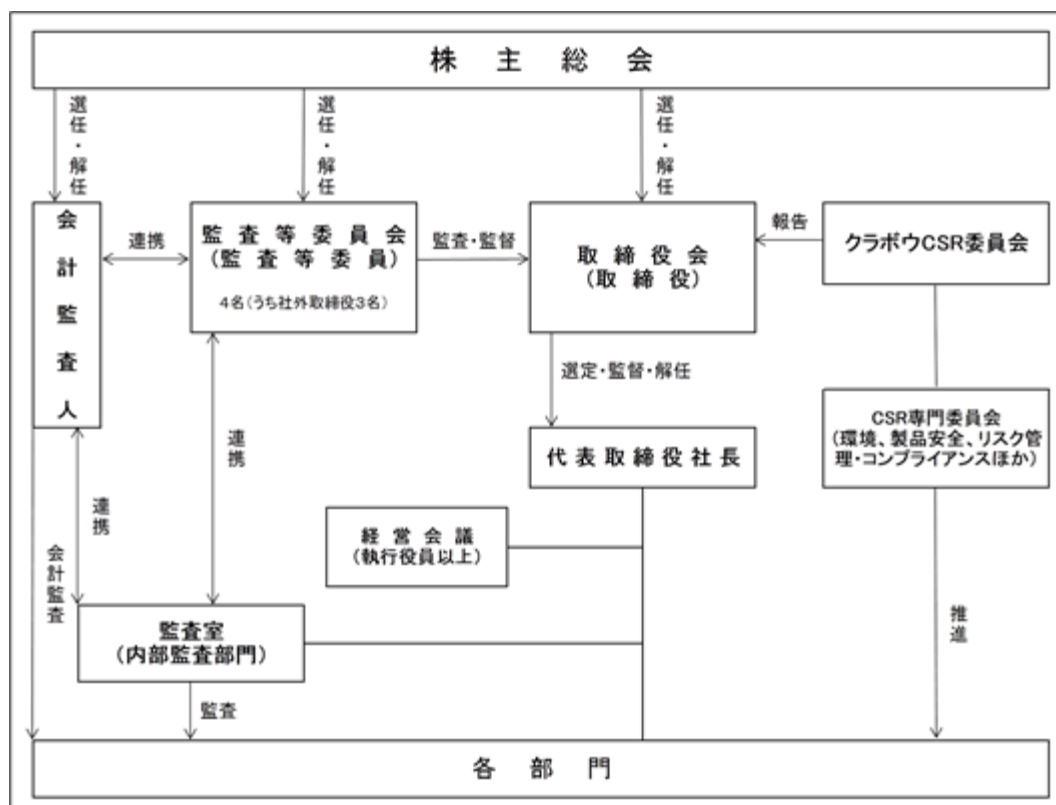 株主総会
選任・解任
選任・解任
選任・解任
会計監査人
連携
監査等委員会
(監査等委員)
4名(うち社外取締役3名)
監査・監督
取締役会
(取締役)
報告
クラボウCSR委員会
選定・監督・解任
CSR専門委員会
(環境、製品安全、リスク管
理・コンプライアンスほか)
代表取締役社長
連携
連携
経営会議
(執行役員以上)
会計監査
監査室
(内部監査部門)
推進
監査
各部門